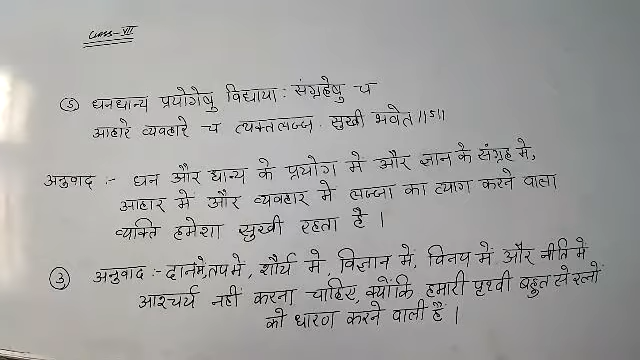 Class-VII
(5) धनधान्य प्रयोगेषु विद्याया: संग्रहेषु च
आहारे व्यवहारे च त्यक्तलज्ज: सुखी भवेत ॥5॥
अनुवाद :- धन और धान्य के प्रयोग मे और ज्ञान के संग्रह मे,
आहार में और व्यवहार में लज्जा का त्याग करने वाला
व्यक्ति हमेशा सुखी रहता है ।
(3) अनुवाद :- दानमे, तपमे, शौर्य मे, विज्ञान में, विनय में और नीति में
आश्चर्य नहीं करना चाहिए, क्योंकि हमारी पृथ्वी बहुत से रत्नों
को धारण करने वाली है ।